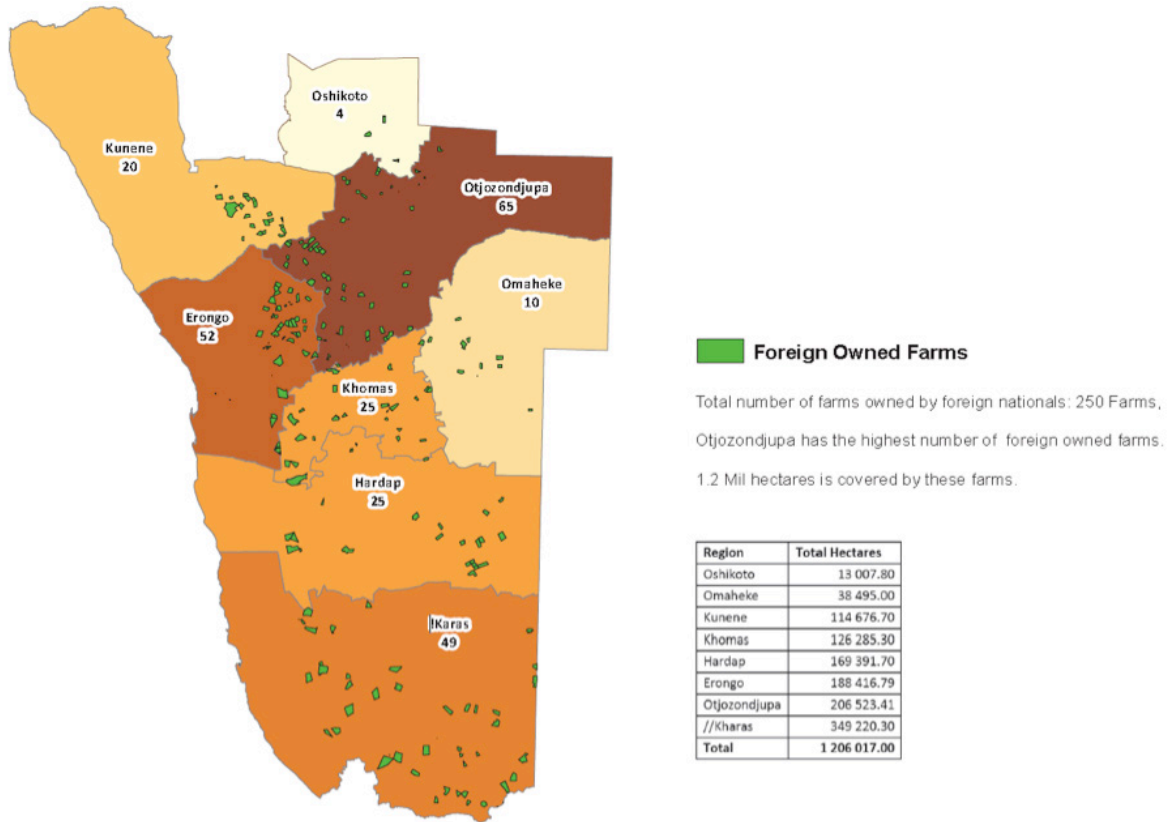 Oshikoto
4
Kunene
20
Otjozondjupa
65
Omaheke
10
Erongo
52
Khomas
25
Hardap
25
!Karas
49
Foreign Owned Farms
Total number of farms owned by foreign nationals: 250 Farms,
Otjozondjupa has the highest number of foreign owned farms.
1.2 Mil hectares is covered by these farms.
Region Total Hectares
Oshikoto 13 007.80
Omaheke 38 495.00
Kunene 114 676.70
Khomas 126 285.30
Hardap 169 391.70
Erongo 188 416.79
Otjozondjupa 206 523.41
//Kharas 349 220.30
Total 1 206 017.00